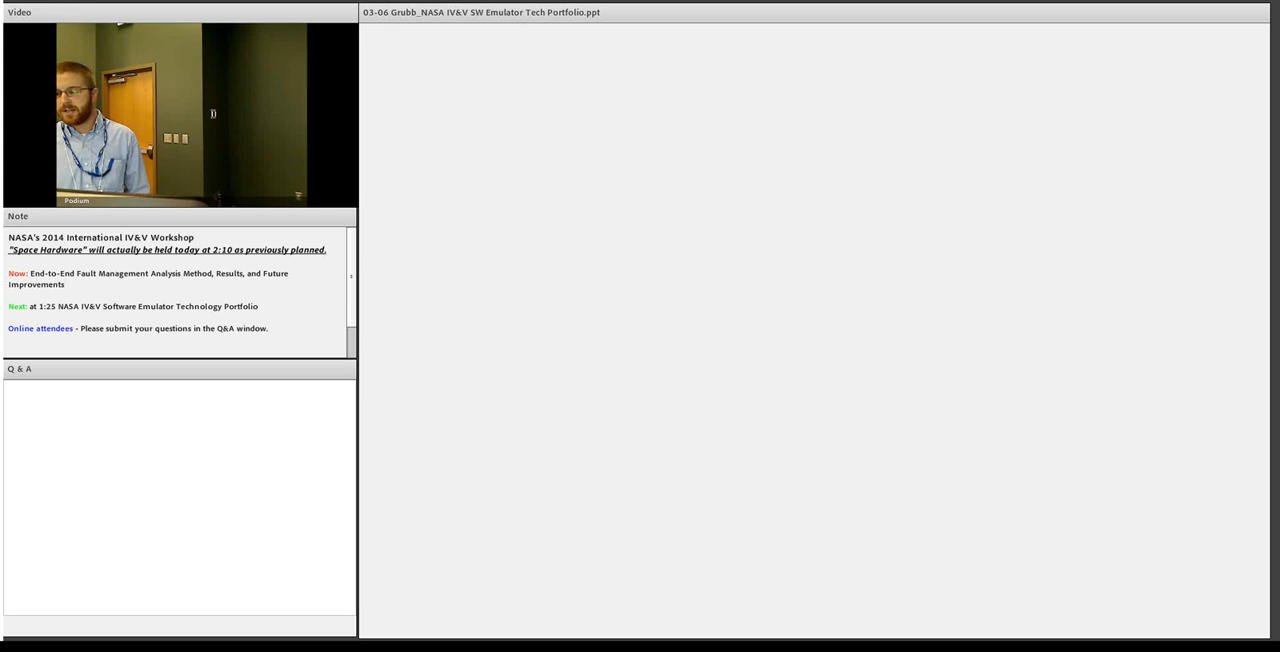 Video
03-06 Grubb_NASA IV&V SW Emulator Tech Portfolio.ppt
Podium
Note
NASA's 2014 International IV&V Workshop
"Space Hardware" will actually be held today at 2:10 as previously planned.
Now: End-to-End Fault Management Analysis Method, Results, and Future
Improvements
Next: at 1:25 NASA IV&V Software Emulator Technology Portfolio
Online attendees - Please submit your questions in the Q&A window.
Q & A